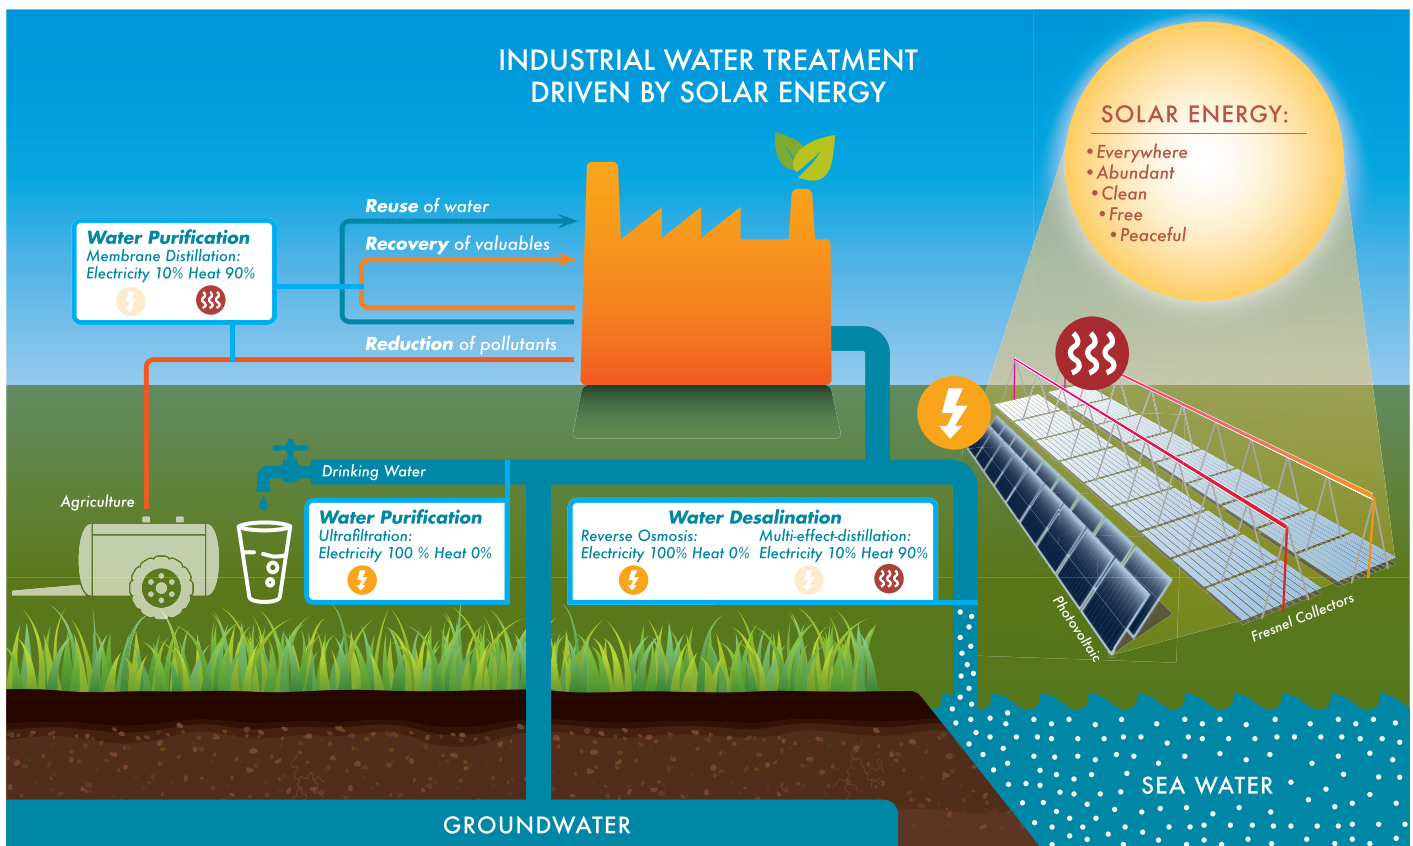 INDUSTRIAL WATER TREATMENT
DRIVEN BY SOLAR ENERGY
SOLAR ENERGY:
• Everywhere
• Abundant
• Clean
• Free
• Peaceful
Reuse of water
Recovery of valuables
Reduction of pollutants
Water Purification
Membrane Distillation:
Electricity 10% Heat 90%
Agriculture
Drinking Water
Water Purification
Ultrafiltration:
Electricity 100 % Heat 0%
Water Desalination
Reverse Osmosis:
Electricity 100% Heat 0%
Multi-effect-distillation:
Electricity 10% Heat 90%
Photovoltaic
Fresnel Collectors
SEA WATER
GROUNDWATER